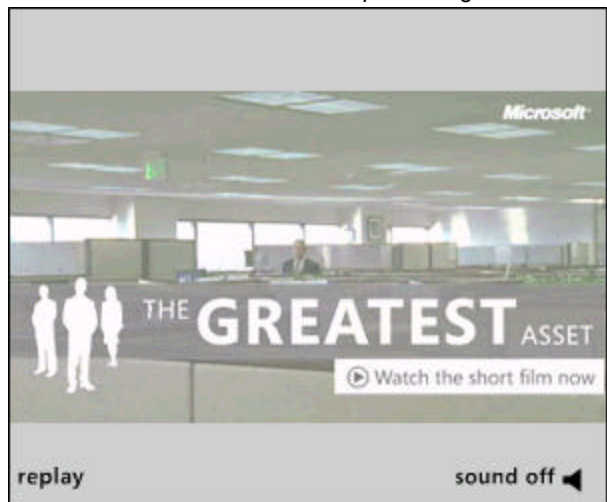 Microsoft
THE GREATEST ASSET
Watch the short film now
replay
sound off